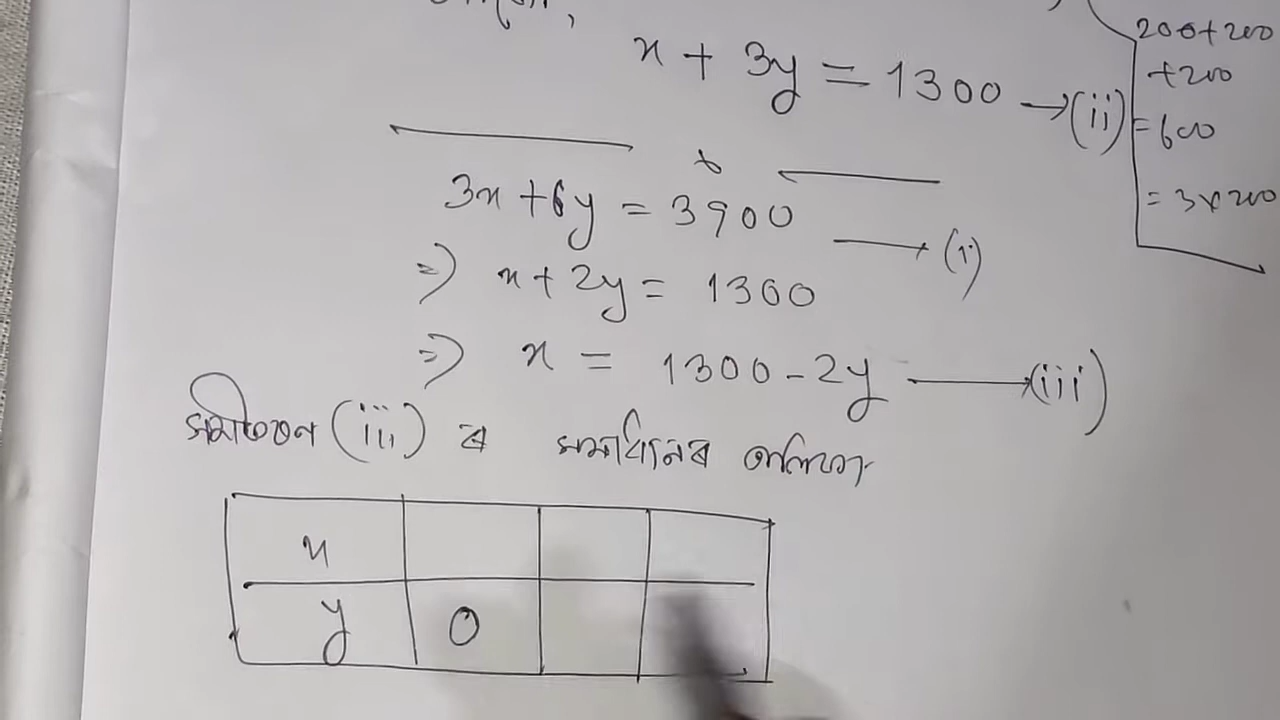 x + 3y = 1300 → (ii)
200+200
+200
= 600
= 3×200
3x + 6y = 3900 → (i)
⇒ x + 2y = 1300
⇒ x = 1300 - 2y → (iii)
সমীকৰণ (iii) ৰ সমাধানৰ তালিকা
x
y 0